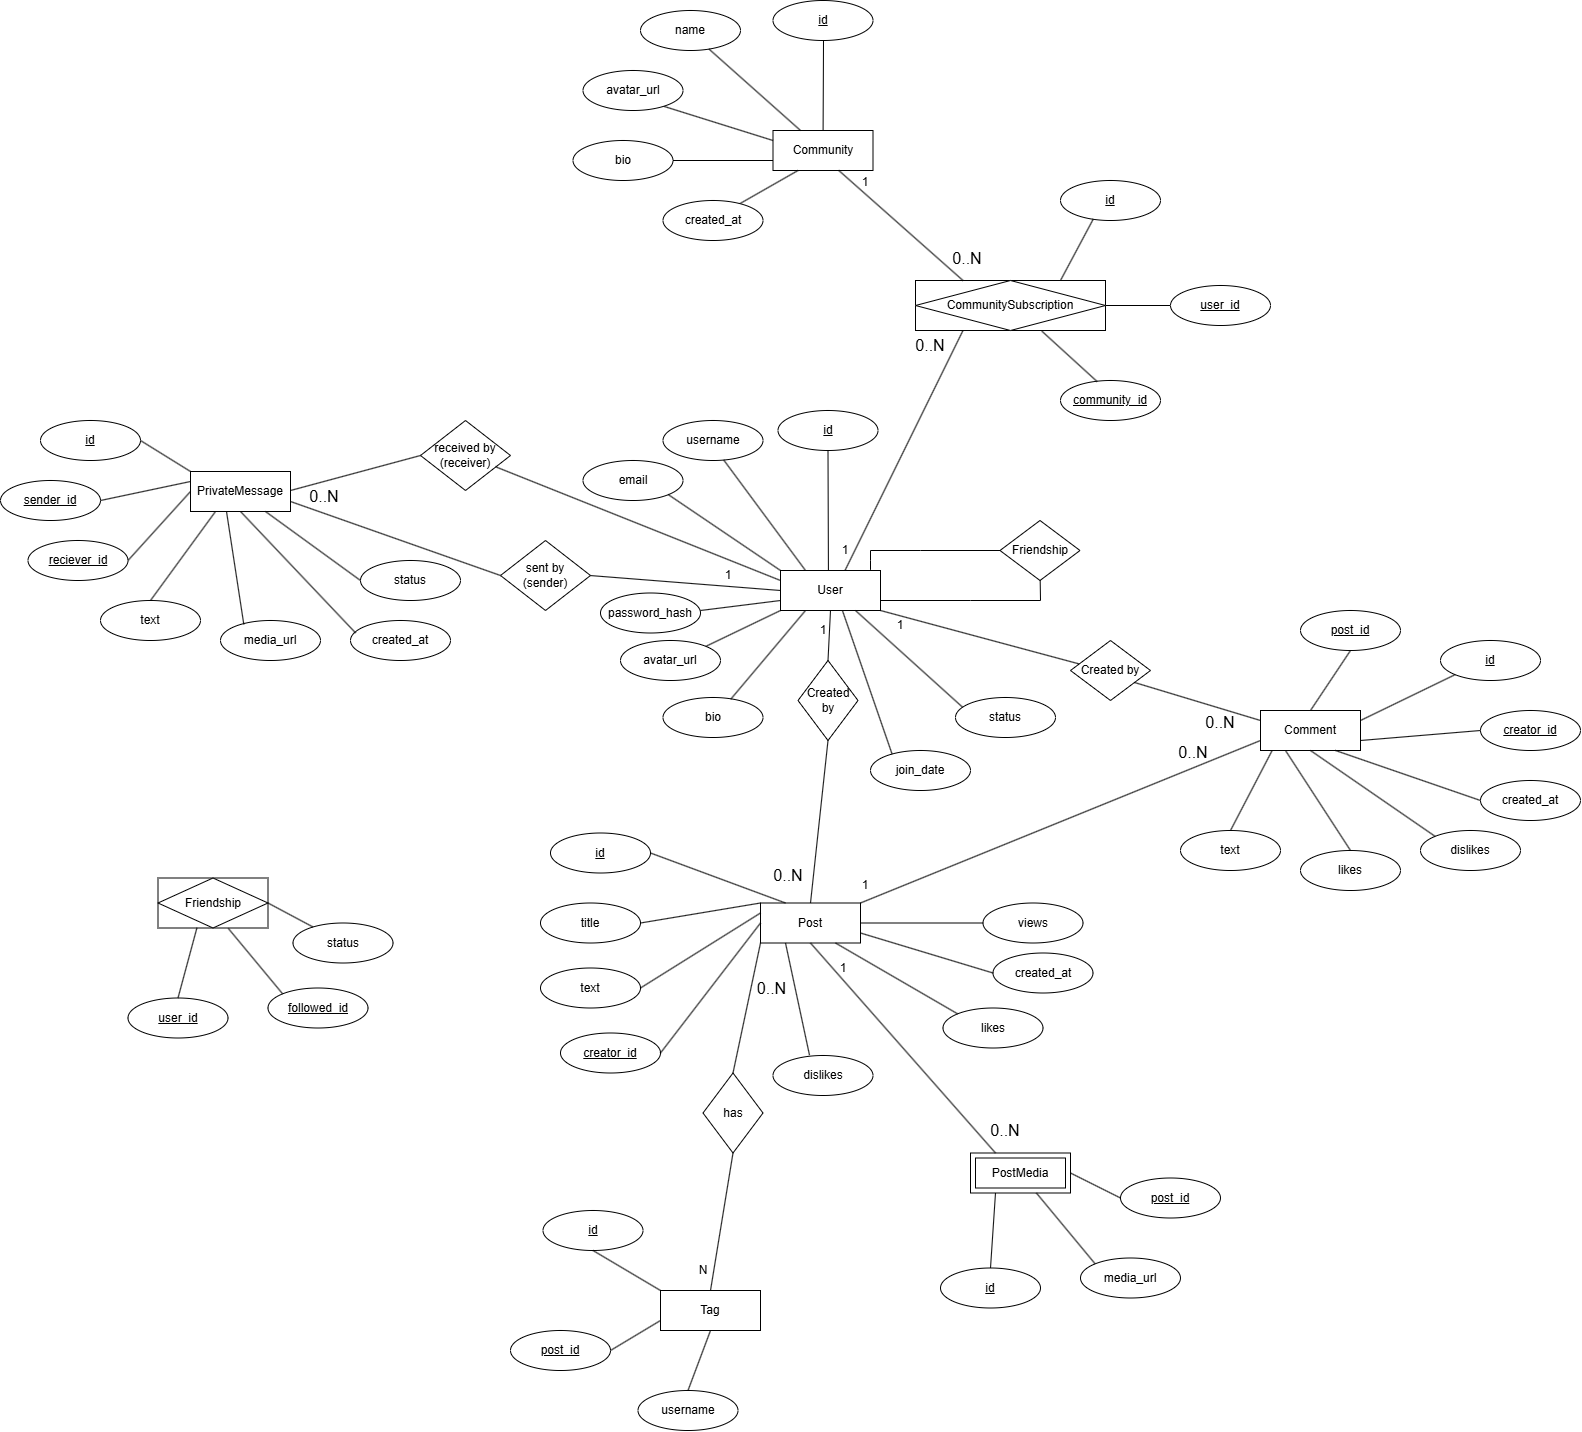 id
name
avatar_url
Community
bio
1
id
created_at
0..N
CommunitySubscription
user_id
0..N
community_id
id
username
id
received by
(receiver)
email
PrivateMessage
0..N
sender_id
1
Friendship
reciever_id
sent by
(sender)
1
status
User
password_hash
text
media_url
created_at
1
1
post_id
avatar_url
id
Created by
Created
by
bio
status
0..N
Comment
creator_id
0..N
join_date
created_at
text
dislikes
id
likes
0..N
1
Friendship
title
Post
views
status
1
created_at
text
0..N
user_id
followed_id
likes
creator_id
dislikes
has
0..N
PostMedia
post_id
id
N
id
media_url
Tag
post_id
username